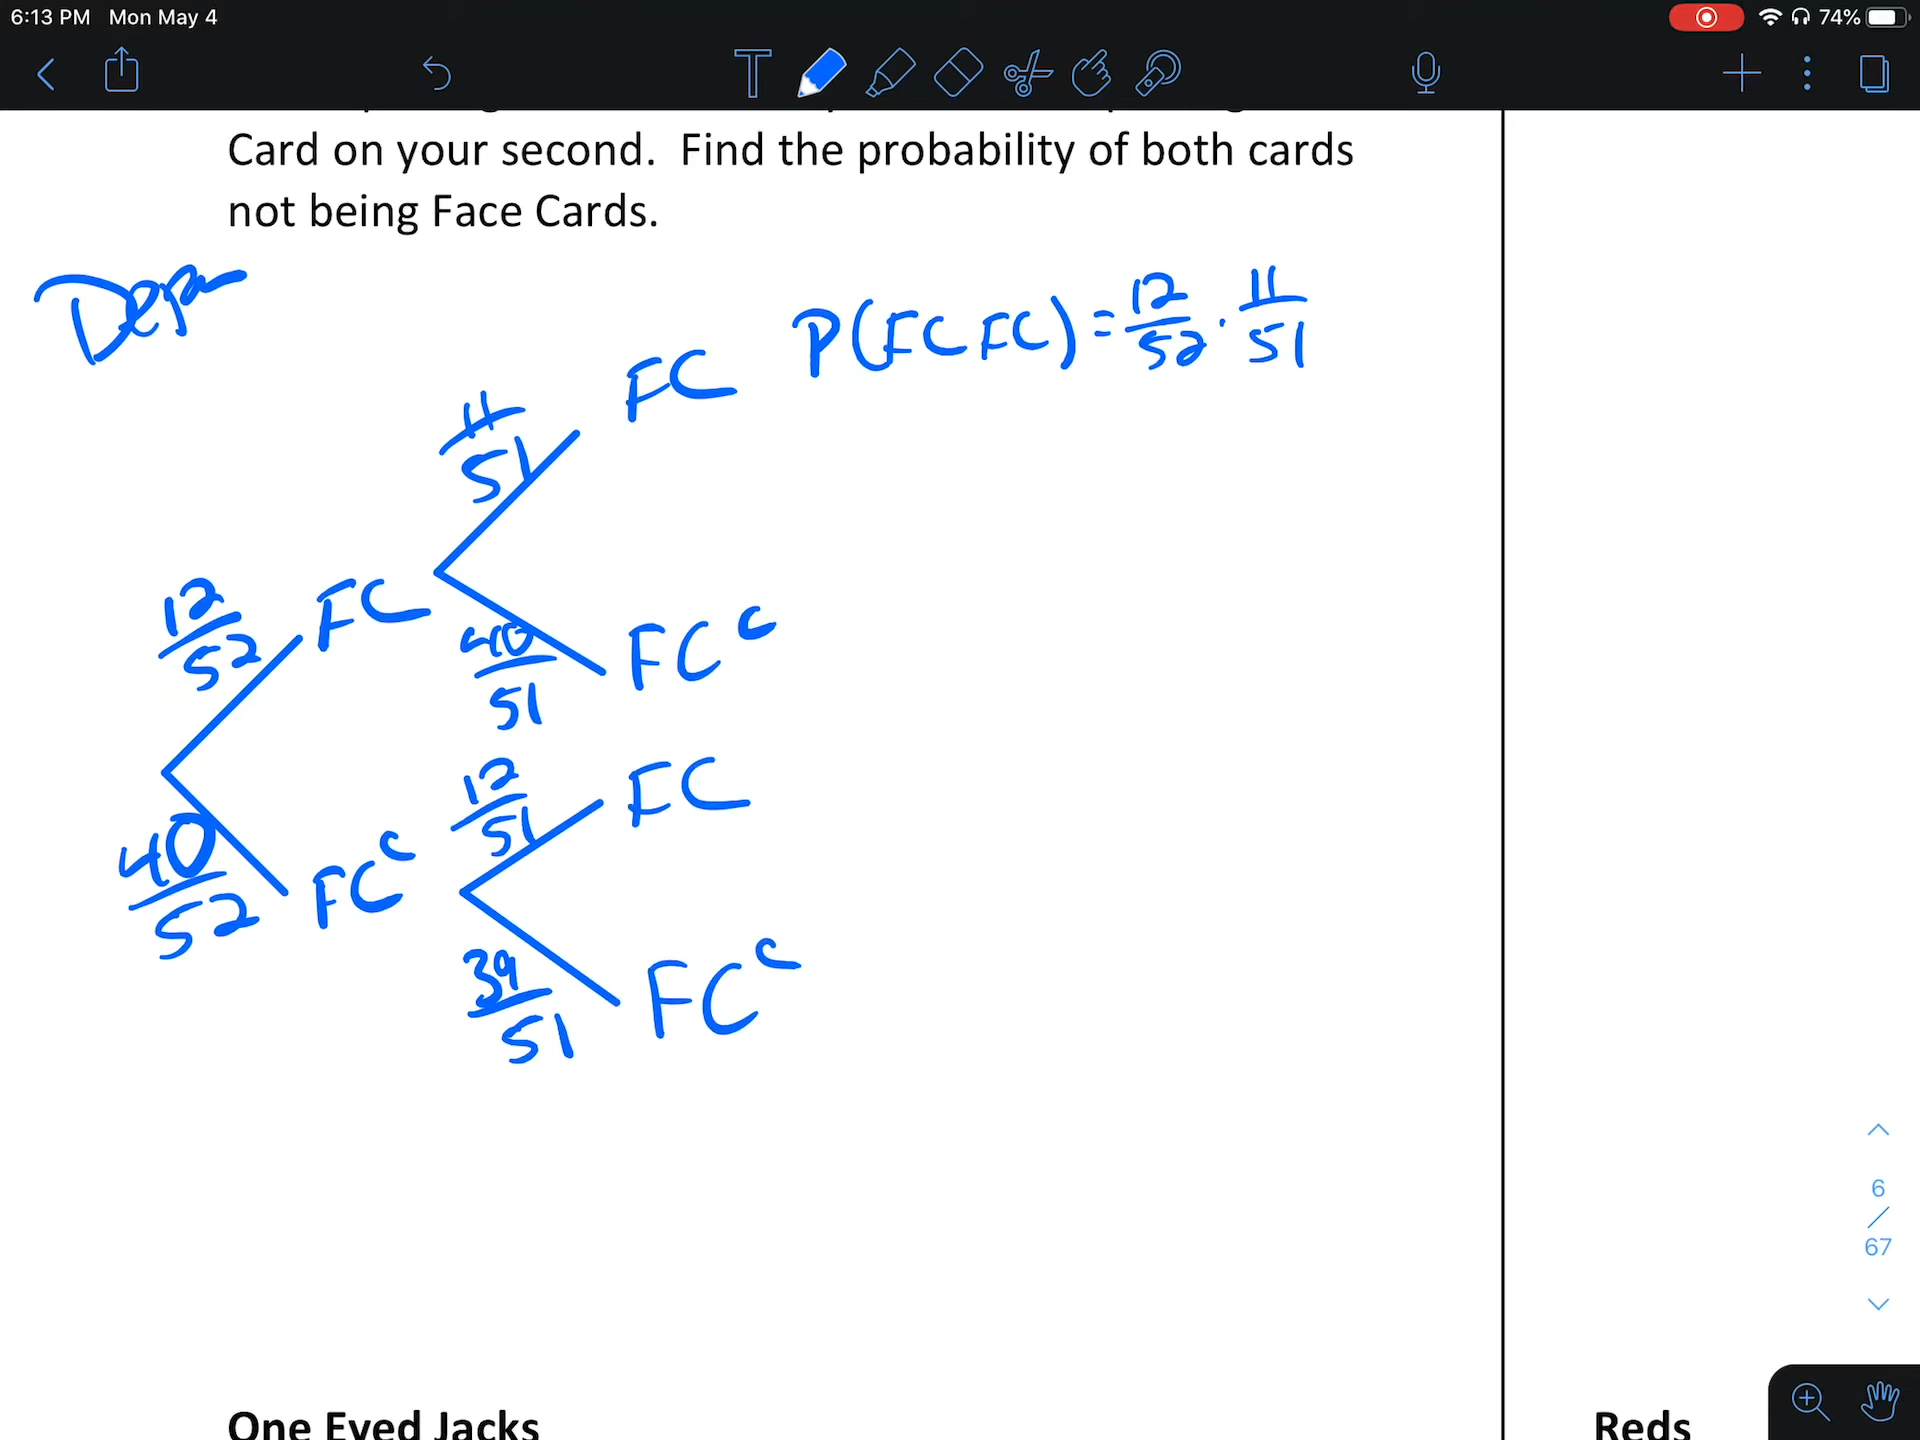 6:13 PM Mon May 4
74%
T
Card on your second. Find the probability of both cards
not being Face Cards.
Dep
P(FC FC) = 12/52 · 11/51
11/51 FC
12/52 FC
40/51 FC^c
12/51 FC
40/52 FC^c
39/51 FC^c
6
/
67
One Eyed Jacks
Reds